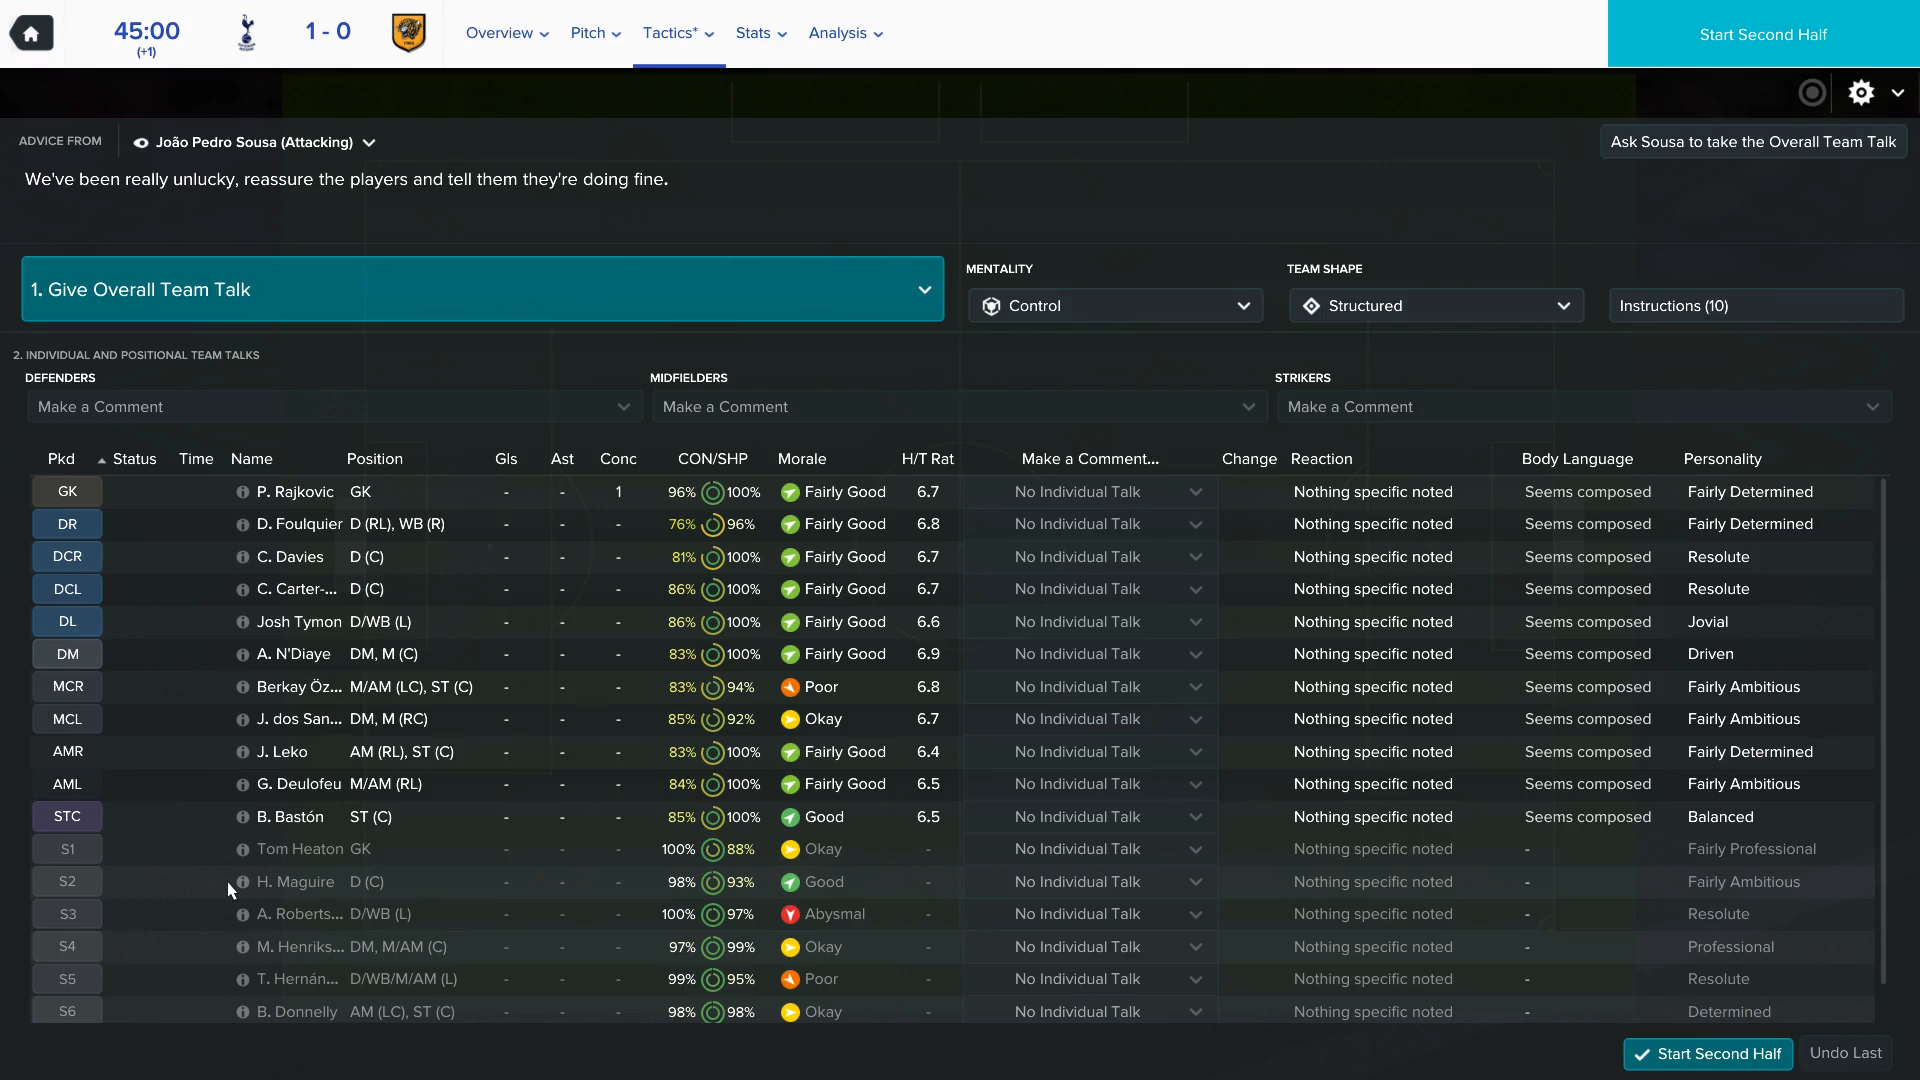 45:00
(+1)
1 - 0
Overview
Pitch
Tactics*
Stats
Analysis
Start Second Half
ADVICE FROM
João Pedro Sousa (Attacking)
Ask Sousa to take the Overall Team Talk
We've been really unlucky, reassure the players and tell them they're doing fine.
1. Give Overall Team Talk
MENTALITY
Control
TEAM SHAPE
Structured
Instructions (10)
2. INDIVIDUAL AND POSITIONAL TEAM TALKS
DEFENDERS
MIDFIELDERS
STRIKERS
Make a Comment
Make a Comment
Make a Comment
Pkd Status Time Name Position Gls Ast Conc CON/SHP Morale H/T Rat Make a Comment... Change Reaction Body Language Personality
GK P. Rajkovic GK - - 1 96% 100% Fairly Good 6.7 No Individual Talk Nothing specific noted Seems composed Fairly Determined
DR D. Foulquier D (RL), WB (R) - - - 76% 96% Fairly Good 6.8 No Individual Talk Nothing specific noted Seems composed Fairly Determined
DCR C. Davies D (C) - - - 81% 100% Fairly Good 6.7 No Individual Talk Nothing specific noted Seems composed Resolute
DCL C. Carter-... D (C) - - - 86% 100% Fairly Good 6.7 No Individual Talk Nothing specific noted Seems composed Resolute
DL Josh Tymon D/WB (L) - - - 86% 100% Fairly Good 6.6 No Individual Talk Nothing specific noted Seems composed Jovial
DM A. N'Diaye DM, M (C) - - - 83% 100% Fairly Good 6.9 No Individual Talk Nothing specific noted Seems composed Driven
MCR Berkay Öz... M/AM (LC), ST (C) - - - 83% 94% Poor 6.8 No Individual Talk Nothing specific noted Seems composed Fairly Ambitious
MCL J. dos San... DM, M (RC) - - - 85% 92% Okay 6.7 No Individual Talk Nothing specific noted Seems composed Fairly Ambitious
AMR J. Leko AM (RL), ST (C) - - - 83% 100% Fairly Good 6.4 No Individual Talk Nothing specific noted Seems composed Fairly Determined
AML G. Deulofeu M/AM (RL) - - - 84% 100% Fairly Good 6.5 No Individual Talk Nothing specific noted Seems composed Fairly Ambitious
STC B. Bastón ST (C) - - - 85% 100% Good 6.5 No Individual Talk Nothing specific noted Seems composed Balanced
S1 Tom Heaton GK - - - 100% 88% Okay - No Individual Talk Nothing specific noted - Fairly Professional
S2 H. Maguire D (C) - - - 98% 93% Good - No Individual Talk Nothing specific noted - Fairly Ambitious
S3 A. Roberts... D/WB (L) - - - 100% 97% Abysmal - No Individual Talk Nothing specific noted - Resolute
S4 M. Henriks... DM, M/AM (C) - - - 97% 99% Okay - No Individual Talk Nothing specific noted - Professional
S5 T. Hernán... D/WB/M/AM (L) - - - 99% 95% Poor - No Individual Talk Nothing specific noted - Resolute
S6 B. Donnelly AM (LC), ST (C) - - - 98% 98% Okay - No Individual Talk Nothing specific noted - Determined
Start Second Half
Undo Last